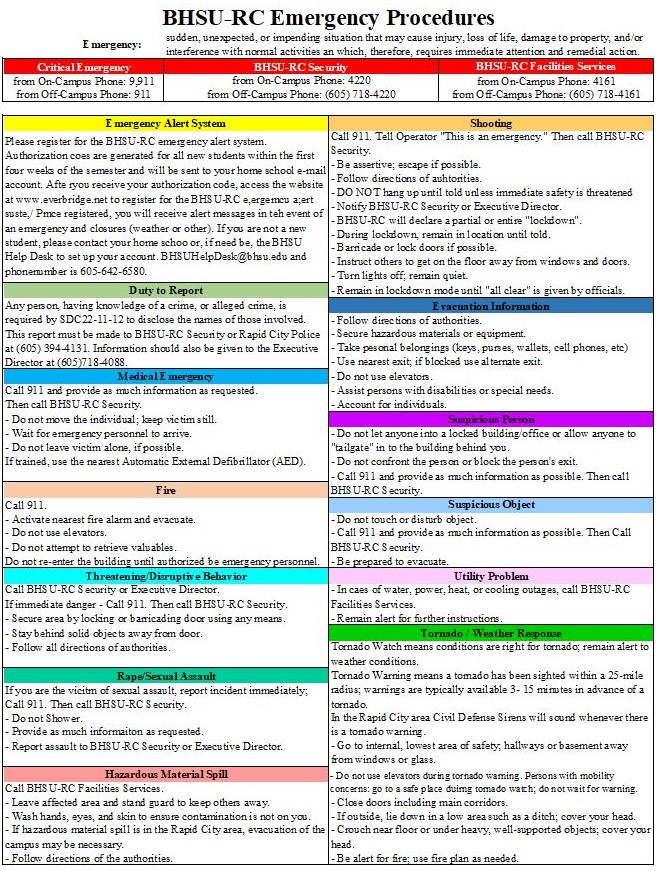 BHSU-RC Emergency Procedures
Emergency:
sudden, unexpected, or impending situation that may cause injury, loss of life, damage to property, and/or
interference with normal activities an which, therefore, requires immediate attention and remedial action.
Critical Emergency
from On-Campus Phone: 9,911
from Off-Campus Phone: 911
BHSU-RC Security
from On-Campus Phone: 4220
from Off-Campus Phone: (605) 718-4220
BHSU-RC Facilities Services
from On-Campus Phone: 4161
from Off-Campus Phone: (605) 718-4161
Emergency Alert System
Please register for the BHSU-RC emergency alert system.
Authorization coes are generated for all new students within the first
four weeks of the semester and will be sent to your home school e-mail
account. Afte ryou receive your authorization code, access the website
at www.everbridge.net to register for the BHSU-RC e,ergemcu a;ert
suste,/ Pmce registered, you will receive alert messages in teh event of
an emergency and closures (weather or other). If you are not a new
student, please contact your home schoo or, if need be, the BHSU
Help Desk to set up your account. BHSUHelpDesk@bhsu.edu and
phonenumber is 605-642-6580.
Duty to Report
Any person, having knowledge of a crime, or alleged crime, is
required by SDC22-11-12 to disclose the names of those involved.
This report must be made to BHSU-RC Security or Rapid City Police
at (605) 394-4131. Information should also be given to the Executive
Director at (605)718-4088.
Medical Emergency
Call 911 and provide as much information as requested.
Then call BHSU-RC Security.
- Do not move the individual; keep victim still.
- Wait for emergency personnel to arrive.
- Do not leave victim alone, if possible.
If trained, use the nearest Automatic External Defibrillator (AED).
Fire
Call 911.
- Activate nearest fire alarm and evacuate.
- Do not use elevators.
- Do not attempt to retrieve valuables.
Do not re-enter the building until authorized be emergency personnel.
Threatening/Disruptive Behavior
Call BHSU-RC Security or Executive Director.
If immediate danger - Call 911. Then call BHSU-RC Security.
- Secure area by locking or barricading door using any means.
- Stay behind solid objects away from door.
- Follow all directions of authorities.
Rape/Sexual Assault
If you are the vicitm of sexual assault, report incident immediately;
Call 911. Then call BHSU-RC Security.
- Do not Shower.
- Provide as much informaiton as requested.
- Report assault to BHSU-RC Security or Executive Director.
Hazardous Material Spill
Call BHSU-RC Facilities Services.
- Leave affected area and stand guard to keep others away.
- Wash hands, eyes, and skin to ensure contamination is not on you.
- If hazardous material spill is in the Rapid City area, evacuation of the
campus may be necessary.
- Follow directions of the authorities.
Shooting
Call 911. Tell Operator "This is an emergency." Then call BHSU-RC
Security.
- Be assertive; escape if possible.
- Follow directions of auhtorities.
- DO NOT hang up until told unless immediate safety is threatened
- Notify BHSU-RC Security or Executive Director.
- BHSU-RC will declare a partial or entire "lockdown".
- During lockdown, remain in location until told.
- Barricade or lock doors if possible.
- Instruct others to get on the floor away from windows and doors.
- Turn lights off; remain quiet.
- Remain in lockdown mode until "all clear" is given by officials.
Evacuation Information
- Follow directions of authorities.
- Secure hazardous materials or equipment.
- Take pesonal belongings (keys, purses, wallets, cell phones, etc)
- Use nearest exit; if blocked use alternate exit.
- Do not use elevators.
- Assist persons with disabilities or special needs.
- Account for individuals.
Suspicious Person
- Do not let anyone into a locked building/office or allow anyone to
"tailgate" in to the building behind you.
- Do not confront the person or block the person's exit.
- Call 911 and provide as much information as possible. Then call
BHSU-RC Security.
Suspicious Object
- Do not touch or disturb object.
- Call 911 and provide as much information as possible. Then Call
BHSU-RC Security.
- Be prepared to evacuate.
Utility Problem
- In caes of water, power, heat, or cooling outages, call BHSU-RC
Facilities Services.
- Remain alert for further instructions.
Tornado / Weather Response
Tornado Watch means conditions are right for tornado; remain alert to
weather conditions.
Tornado Warning means a tornado has been sighted within a 25-mile
radius; warnings are typically available 3- 15 minutes in advance of a
tornado.
In the Rapid City area Civil Defense Sirens will sound whenever there
is a tornado warning.
- Go to internal, lowest area of safety; hallways or basement away
from windows or glass.
- Do not use elevators during tornado warning. Persons with mobility
concerns: go to a safe place duimg tornado watch; do not wait for warning.
- Close doors including main corridors.
- If outside, lie down in a low area such as a ditch; cover your head.
- Crouch near floor or under heavy, well-supported objects; cover your
head.
- Be alert for fire; use fire plan as needed.